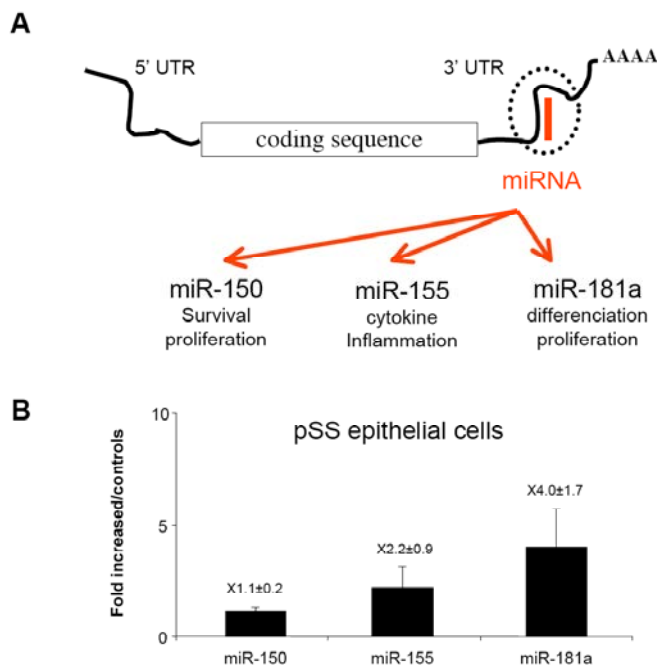 A
5' UTR
3' UTR
AAAA
coding sequence
miRNA
miR-150
Survival
proliferation
miR-155
cytokine
Inflammation
miR-181a
differenciation
proliferation
B
pSS epithelial cells
Fold increased/controls
10
5
0
X1.1±0.2
X2.2±0.9
X4.0±1.7
miR-150
miR-155
miR-181a